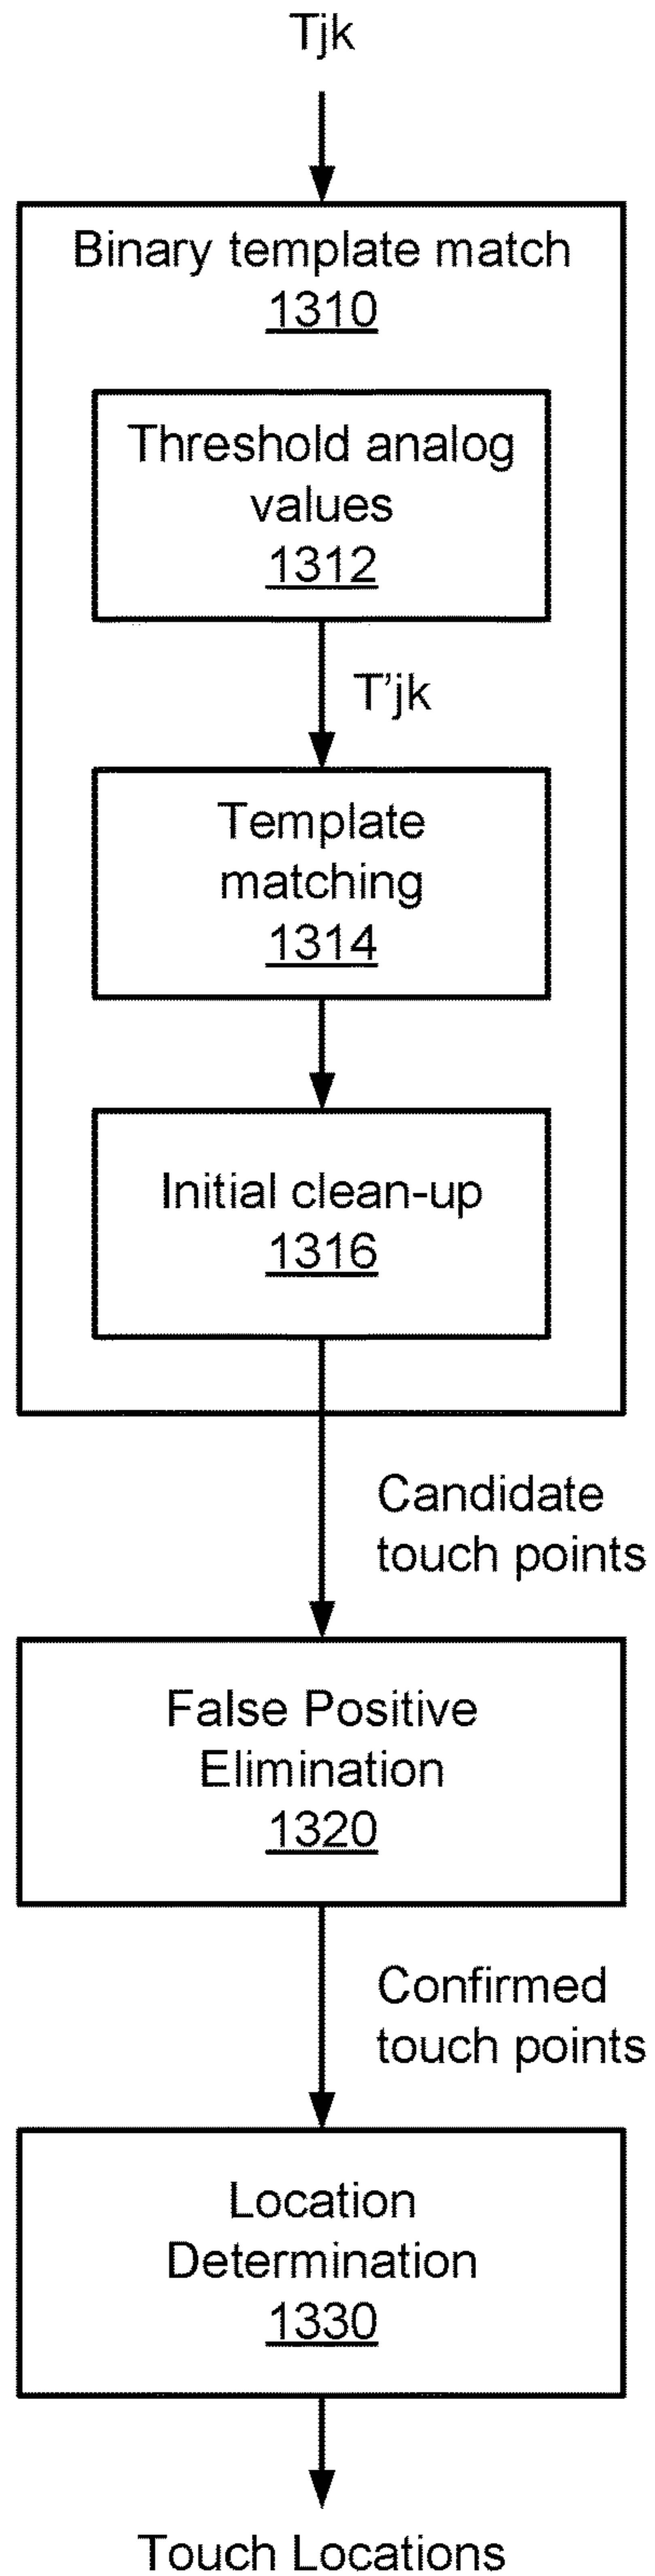 Tjk
Binary template match
1310
Threshold analog
values
1312
T'jk
Template
matching
1314
Initial clean-up
1316
Candidate
touch points
False Positive
Elimination
1320
Confirmed
touch points
Location
Determination
1330
Touch Locations